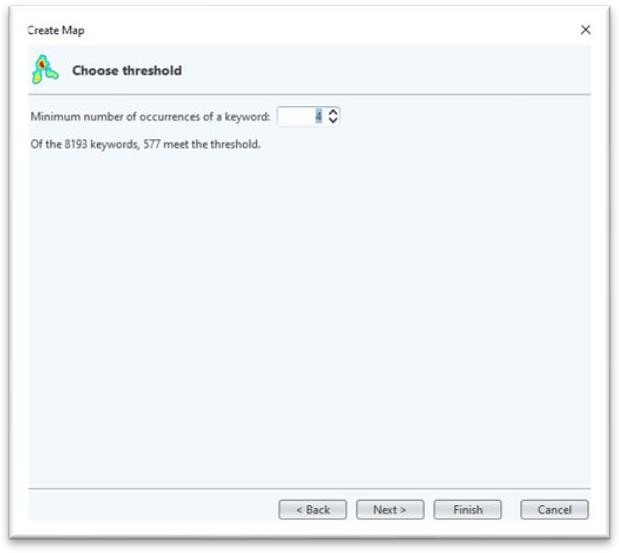 Create Map
Choose threshold
Minimum number of occurrences of a keyword: 4
Of the 8193 keywords, 577 meet the threshold.
< Back Next > Finish Cancel